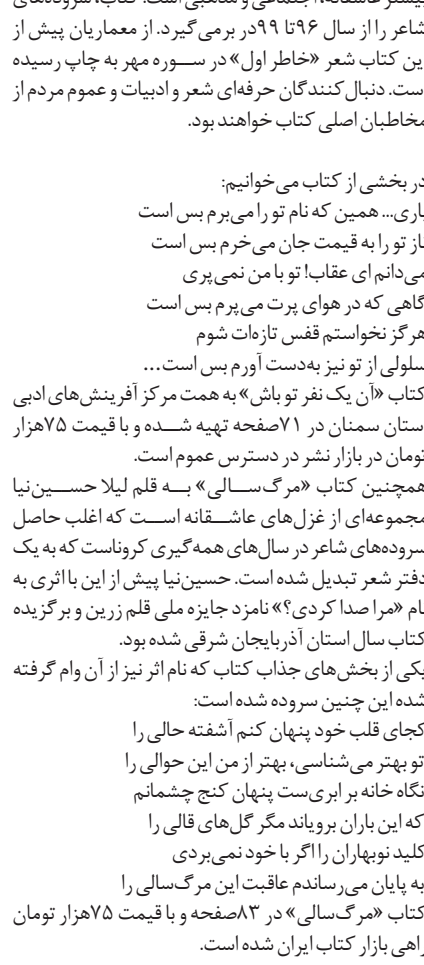 بیشتر عاشقانه، اجتماعی و مذهبی است. کتاب، سروده‌های
شاعر را از سال ۹۶ تا ۹۹ در برمی‌گیرد. از معماریان پیش از
این کتاب شعر «خاطر اول» در سوره مهر به چاپ رسیده
است. دنبال‌کنندگان حرفه‌ای شعر و ادبیات و عموم مردم از
مخاطبان اصلی کتاب خواهند بود.
در بخشی از کتاب می‌خوانیم:
باری... همین که نام تو را می‌برم بس است
ناز تو را به قیمت جان می‌خرم بس است
می‌دانم ای عقاب! تو با من نمی‌پری
گاهی که در هوای پرت می‌پرم بس است
هرگز نخواستم قفس تازه‌ات شوم
سلولی از تو نیز به‌دست آورم بس است...
کتاب «آن یک نفر تو باش» به همت مرکز آفرینش‌های ادبی
استان سمنان در ۷۱صفحه تهیه شده و با قیمت ۷۵هزار
تومان در بازار نشر در دسترس عموم است.
همچنین کتاب «مرگ‌سالی» به قلم لیلا حسین‌نیا
مجموعه‌ای از غزل‌های عاشقانه است که اغلب حاصل
سروده‌های شاعر در سال‌های همه‌گیری کروناست که به یک
دفتر شعر تبدیل شده است. حسین‌نیا پیش از این با اثری به
نام «مرا صدا کردی؟» نامزد جایزه ملی قلم زرین و برگزیده
کتاب سال استان آذربایجان شرقی شده بود.
یکی از بخش‌های جذاب کتاب که نام اثر نیز از آن وام گرفته
شده این چنین سروده شده است:
کجای قلب خود پنهان کنم آشفته حالی را
تو بهتر می‌شناسی، بهتر از من این حوالی را
نگاه خانه بر ابری‌ست پنهان کنج چشمانم
که این باران برویاند مگر گل‌های قالی را
کلید نوبهاران را اگر با خود نمی‌بردی
به پایان می‌رساندم عاقبت این مرگ‌سالی را
کتاب «مرگ‌سالی» در ۸۳صفحه و با قیمت ۷۵هزار تومان
راهی بازار کتاب ایران شده است.